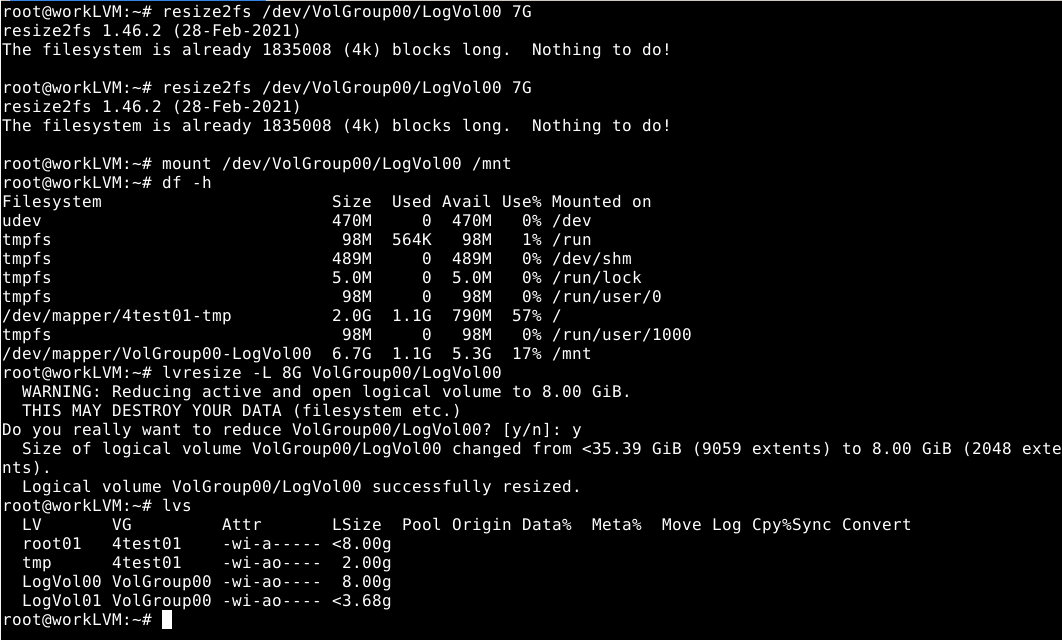 root@workLVM:~# resize2fs /dev/VolGroup00/LogVol00 7G
resize2fs 1.46.2 (28-Feb-2021)
The filesystem is already 1835008 (4k) blocks long.  Nothing to do!
root@workLVM:~# resize2fs /dev/VolGroup00/LogVol00 7G
resize2fs 1.46.2 (28-Feb-2021)
The filesystem is already 1835008 (4k) blocks long.  Nothing to do!
root@workLVM:~# mount /dev/VolGroup00/LogVol00 /mnt
root@workLVM:~# df -h
Filesystem                       Size  Used Avail Use% Mounted on
udev                             470M     0  470M   0% /dev
tmpfs                             98M  564K   98M   1% /run
tmpfs                            489M     0  489M   0% /dev/shm
tmpfs                            5.0M     0  5.0M   0% /run/lock
tmpfs                             98M     0   98M   0% /run/user/0
/dev/mapper/4test01-tmp          2.0G  1.1G  790M  57% /
tmpfs                             98M     0   98M   0% /run/user/1000
/dev/mapper/VolGroup00-LogVol00  6.7G  1.1G  5.3G  17% /mnt
root@workLVM:~# lvresize -L 8G VolGroup00/LogVol00
  WARNING: Reducing active and open logical volume to 8.00 GiB.
  THIS MAY DESTROY YOUR DATA (filesystem etc.)
Do you really want to reduce VolGroup00/LogVol00? [y/n]: y
  Size of logical volume VolGroup00/LogVol00 changed from <35.39 GiB (9059 extents) to 8.00 GiB (2048 exte
nts).
  Logical volume VolGroup00/LogVol00 successfully resized.
root@workLVM:~# lvs
  LV       VG         Attr       LSize  Pool Origin Data%  Meta%  Move Log Cpy%Sync Convert
  root01   4test01    -wi-a----- <8.00g
  tmp      4test01    -wi-ao----  2.00g
  LogVol00 VolGroup00 -wi-ao----  8.00g
  LogVol01 VolGroup00 -wi-ao---- <3.68g
root@workLVM:~#